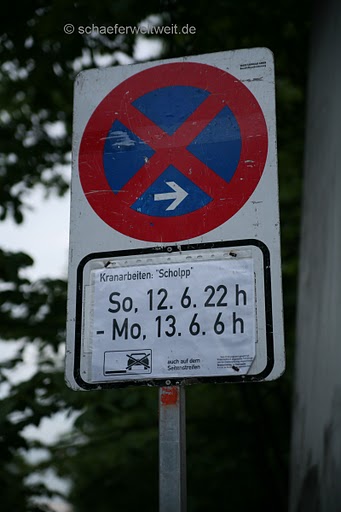 © schaeferweltweit.de
Kranarbeiten: "Scholpp"
So, 12. 6. 22 h
- Mo, 13. 6. 6 h
auch auf dem
Seitenstreifen